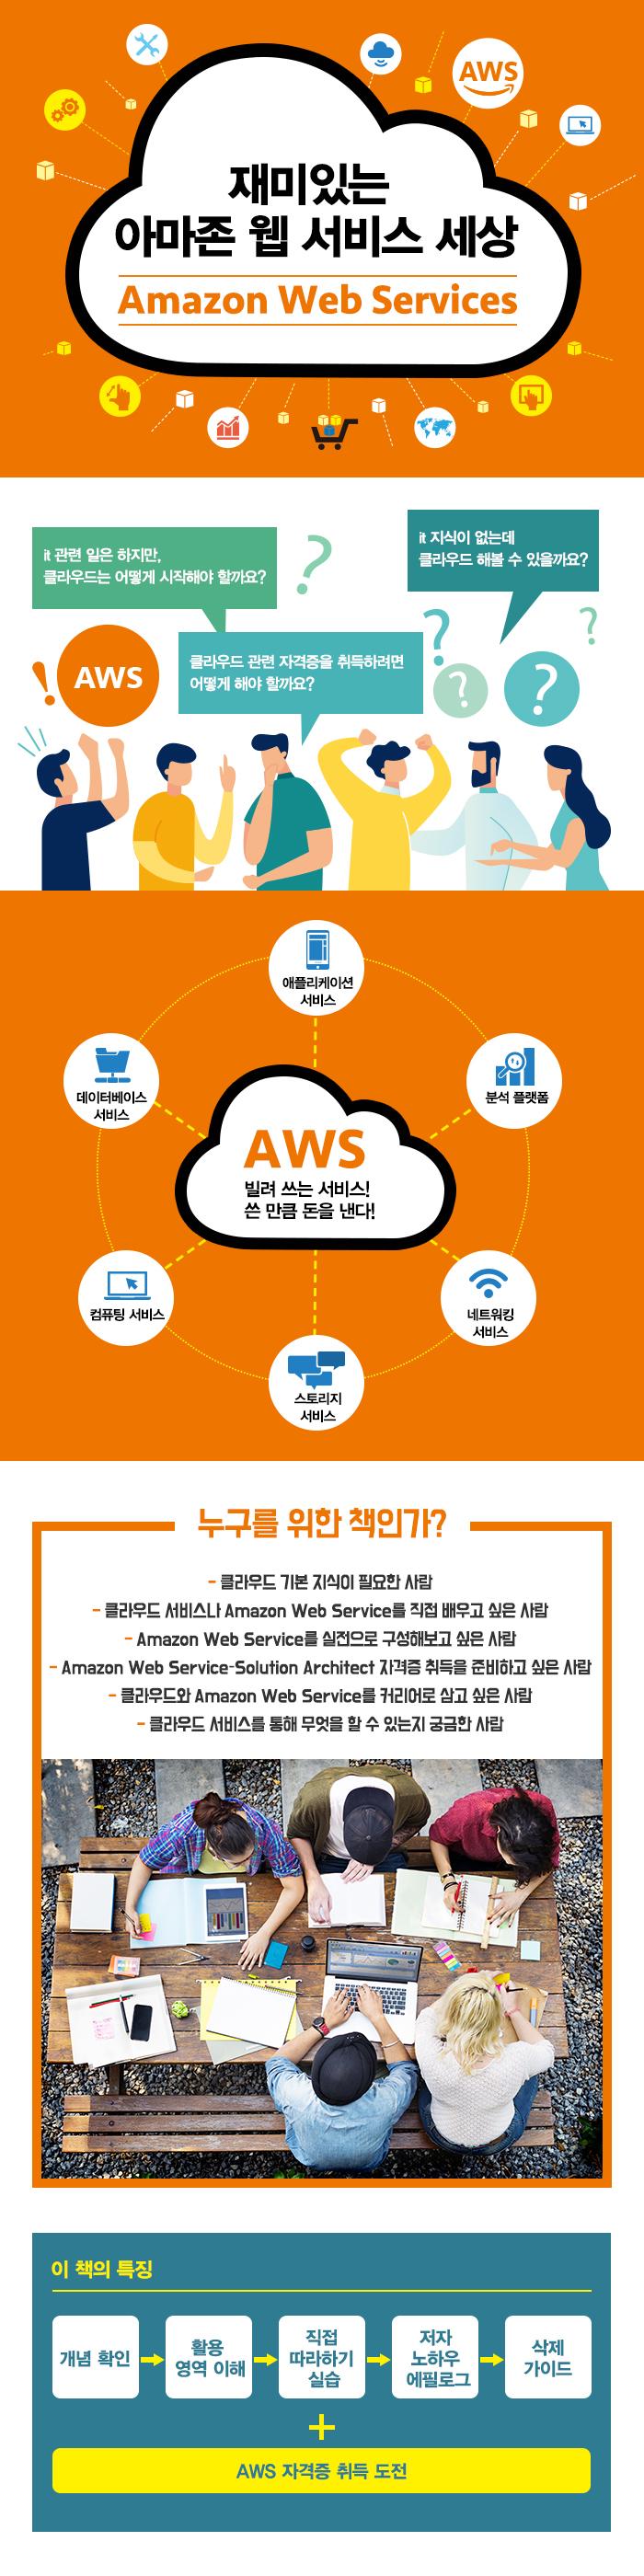 AWS
재미있는
아마존 웹 서비스 세상
Amazon Web Services
it 관련 일은 하지만,
클라우드는 어떻게 시작해야 할까요?
?
it 지식이 없는데
클라우드 해볼 수 있을까요?
! AWS
클라우드 관련 자격증을 취득하려면
어떻게 해야 할까요?
?
?
?
?
애플리케이션
서비스
데이터베이스
서비스
분석 플랫폼
AWS
빌려 쓰는 서비스!
쓴 만큼 돈을 낸다!
컴퓨팅 서비스
네트워킹
서비스
스토리지
서비스
누구를 위한 책인가?
- 클라우드 기본 지식이 필요한 사람
- 클라우드 서비스나 Amazon Web Service를 직접 배우고 싶은 사람
- Amazon Web Service를 실전으로 구성해보고 싶은 사람
- Amazon Web Service-Solution Architect 자격증 취득을 준비하고 싶은 사람
- 클라우드와 Amazon Web Service를 커리어로 삼고 싶은 사람
- 클라우드 서비스를 통해 무엇을 할 수 있는지 궁금한 사람
이 책의 특징
개념 확인
활용
영역 이해
직접
따라하기
실습
저자
노하우
에필로그
삭제
가이드
+
AWS 자격증 취득 도전